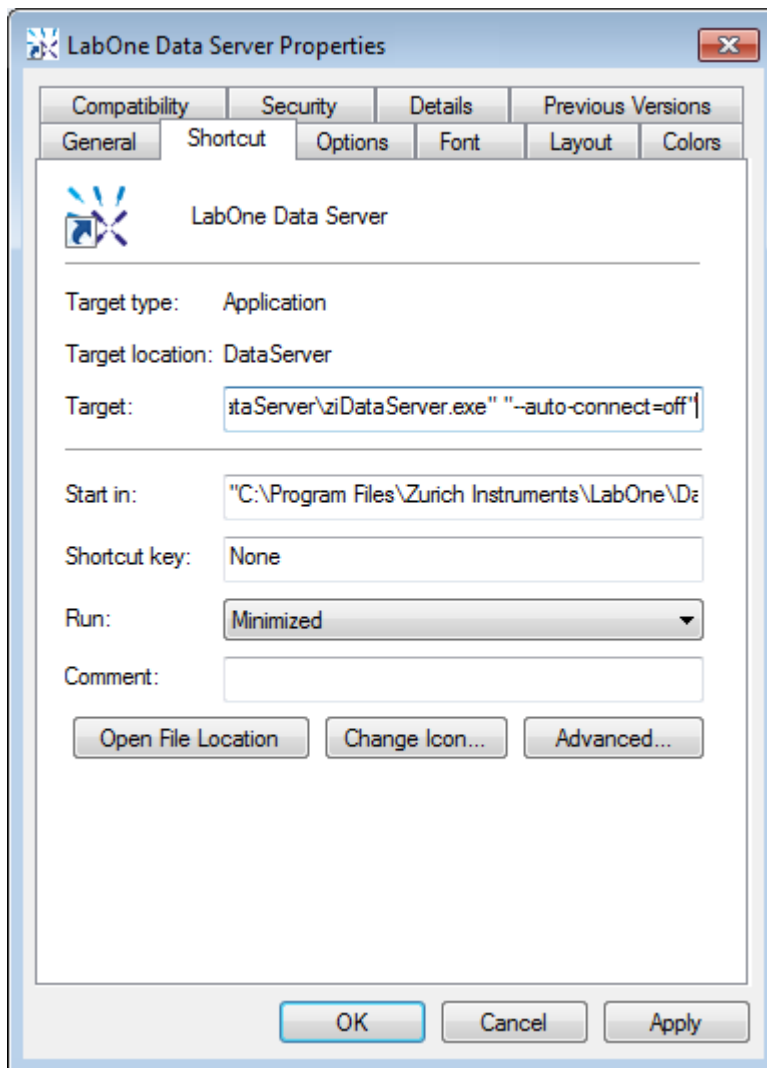 LabOne Data Server Properties
Compatibility Security Details Previous Versions
General Shortcut Options Font Layout Colors
LabOne Data Server
Target type: Application
Target location: DataServer
Target: ataServer\ziDataServer.exe" "--auto-connect=off"
Start in: "C:\Program Files\Zurich Instruments\LabOne\Da
Shortcut key: None
Run: Minimized
Comment:
Open File Location Change Icon... Advanced...
OK Cancel Apply